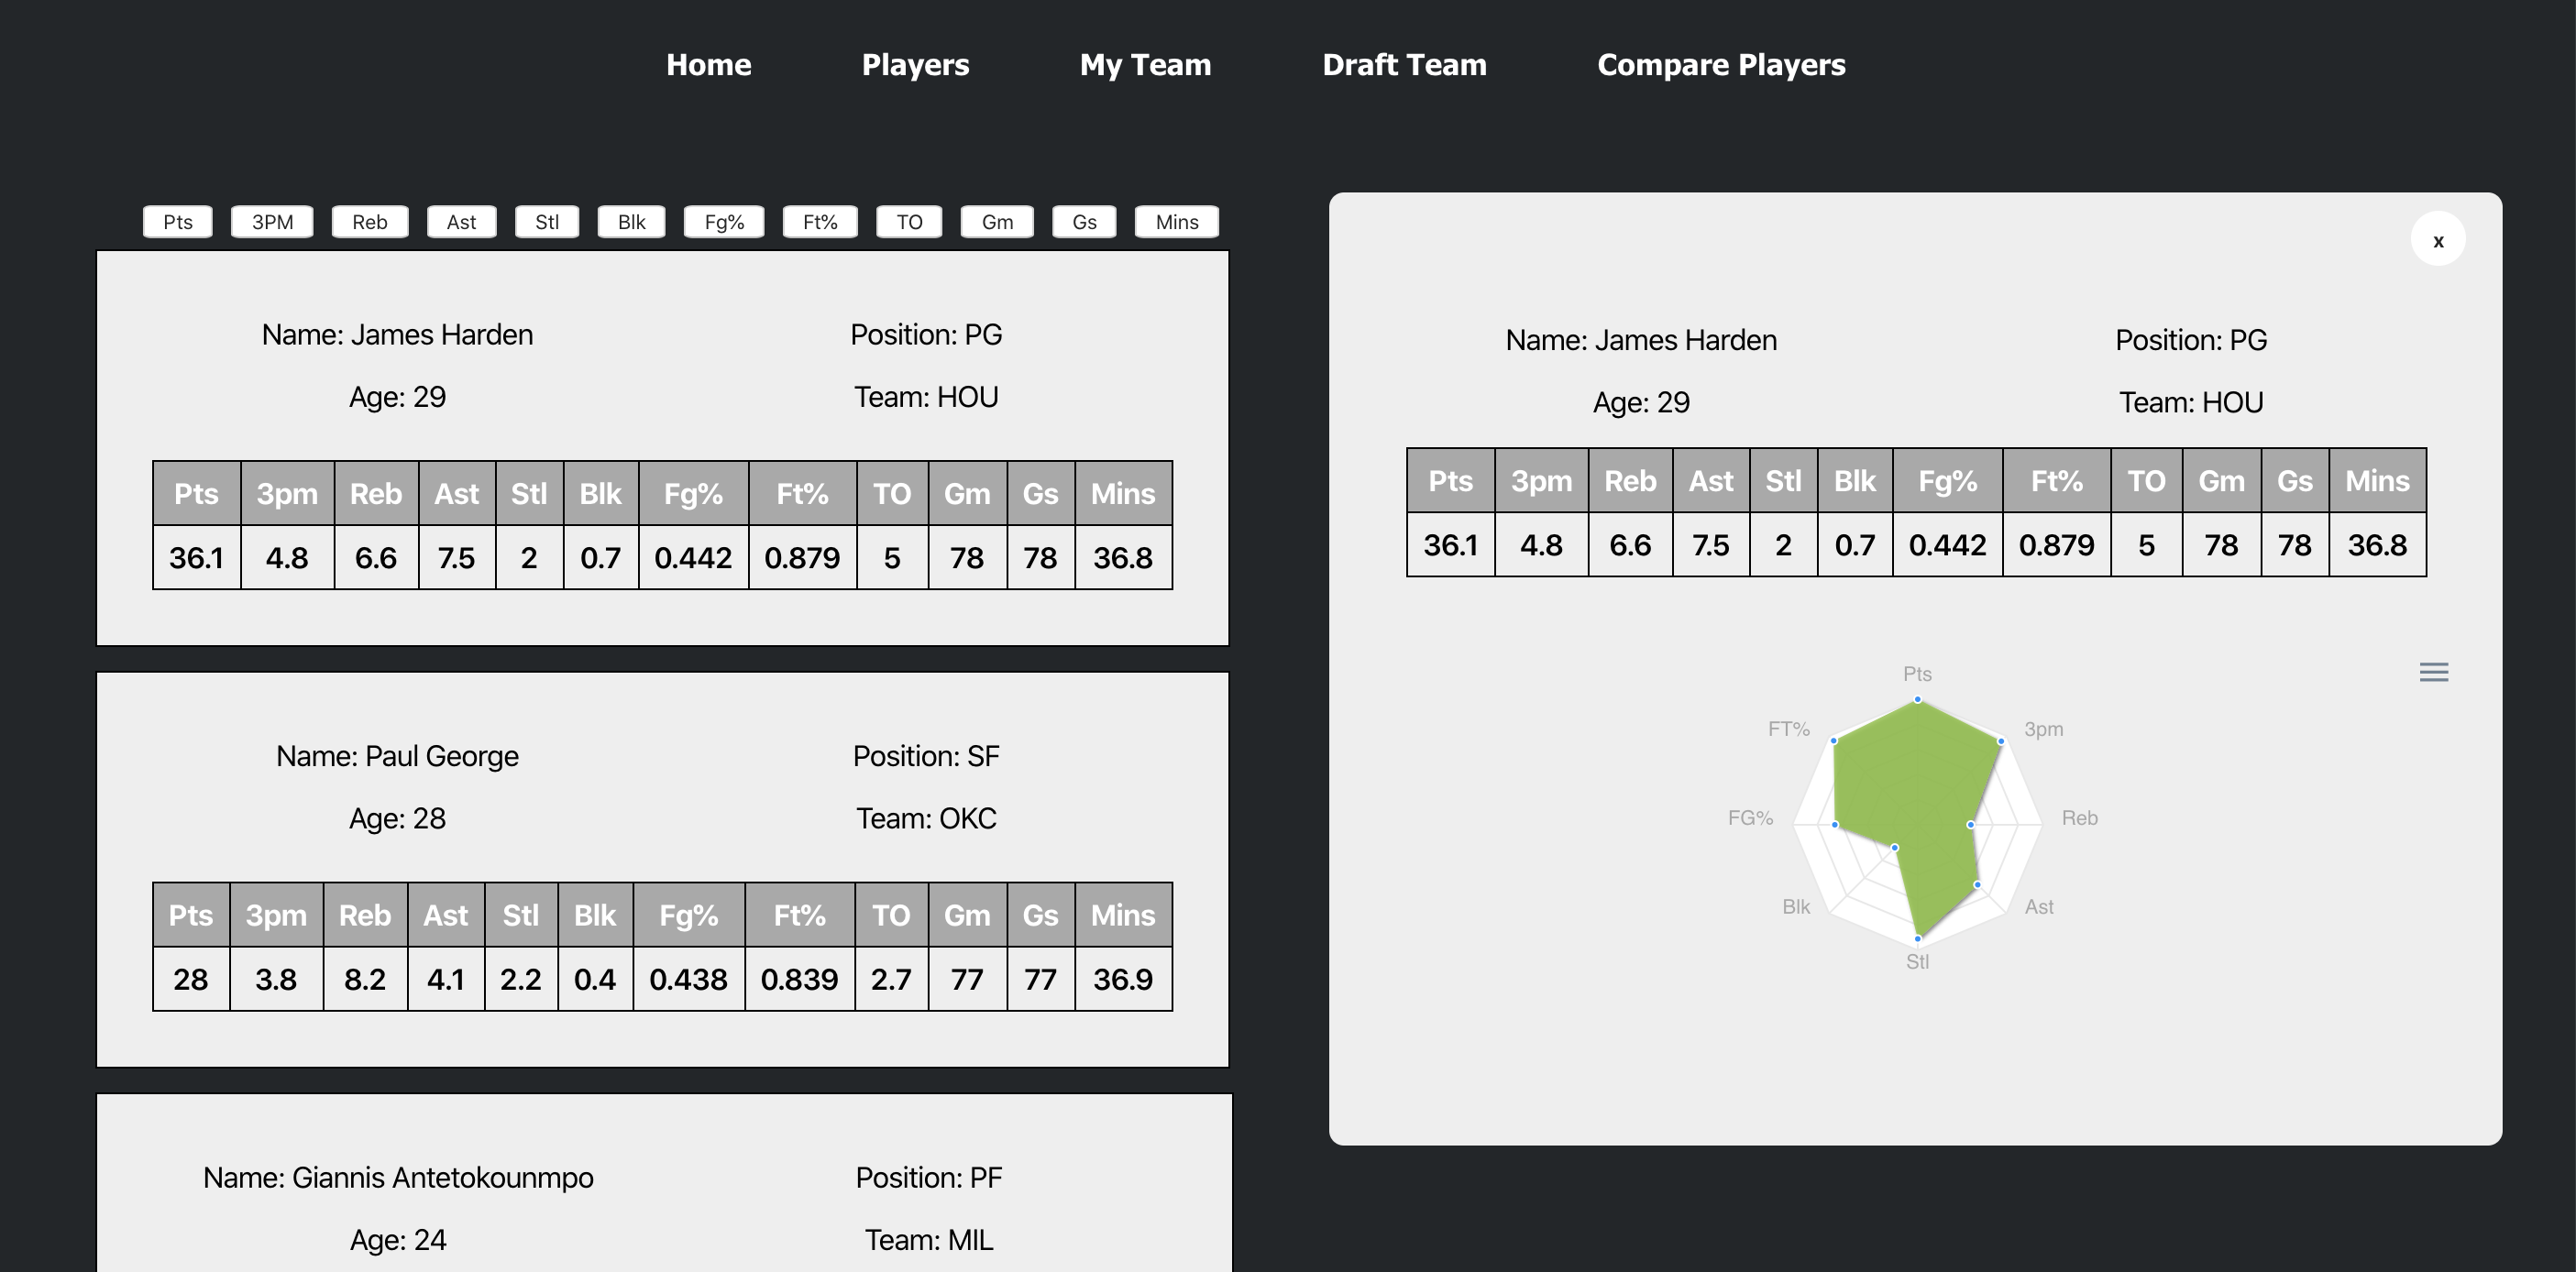 Home Players My Team Draft Team Compare Players
Pts 3PM Reb Ast Stl Blk Fg% Ft% TO Gm Gs Mins
Name: James Harden Position: PG
Age: 29 Team: HOU
Pts 3pm Reb Ast Stl Blk Fg% Ft% TO Gm Gs Mins
36.1 4.8 6.6 7.5 2 0.7 0.442 0.879 5 78 78 36.8
Name: Paul George Position: SF
Age: 28 Team: OKC
Pts 3pm Reb Ast Stl Blk Fg% Ft% TO Gm Gs Mins
28 3.8 8.2 4.1 2.2 0.4 0.438 0.839 2.7 77 77 36.9
Name: Giannis Antetokounmpo Position: PF
Age: 24 Team: MIL
x
Name: James Harden Position: PG
Age: 29 Team: HOU
Pts 3pm Reb Ast Stl Blk Fg% Ft% TO Gm Gs Mins
36.1 4.8 6.6 7.5 2 0.7 0.442 0.879 5 78 78 36.8
Pts
FT% 3pm
FG% Reb
Blk Ast
Stl